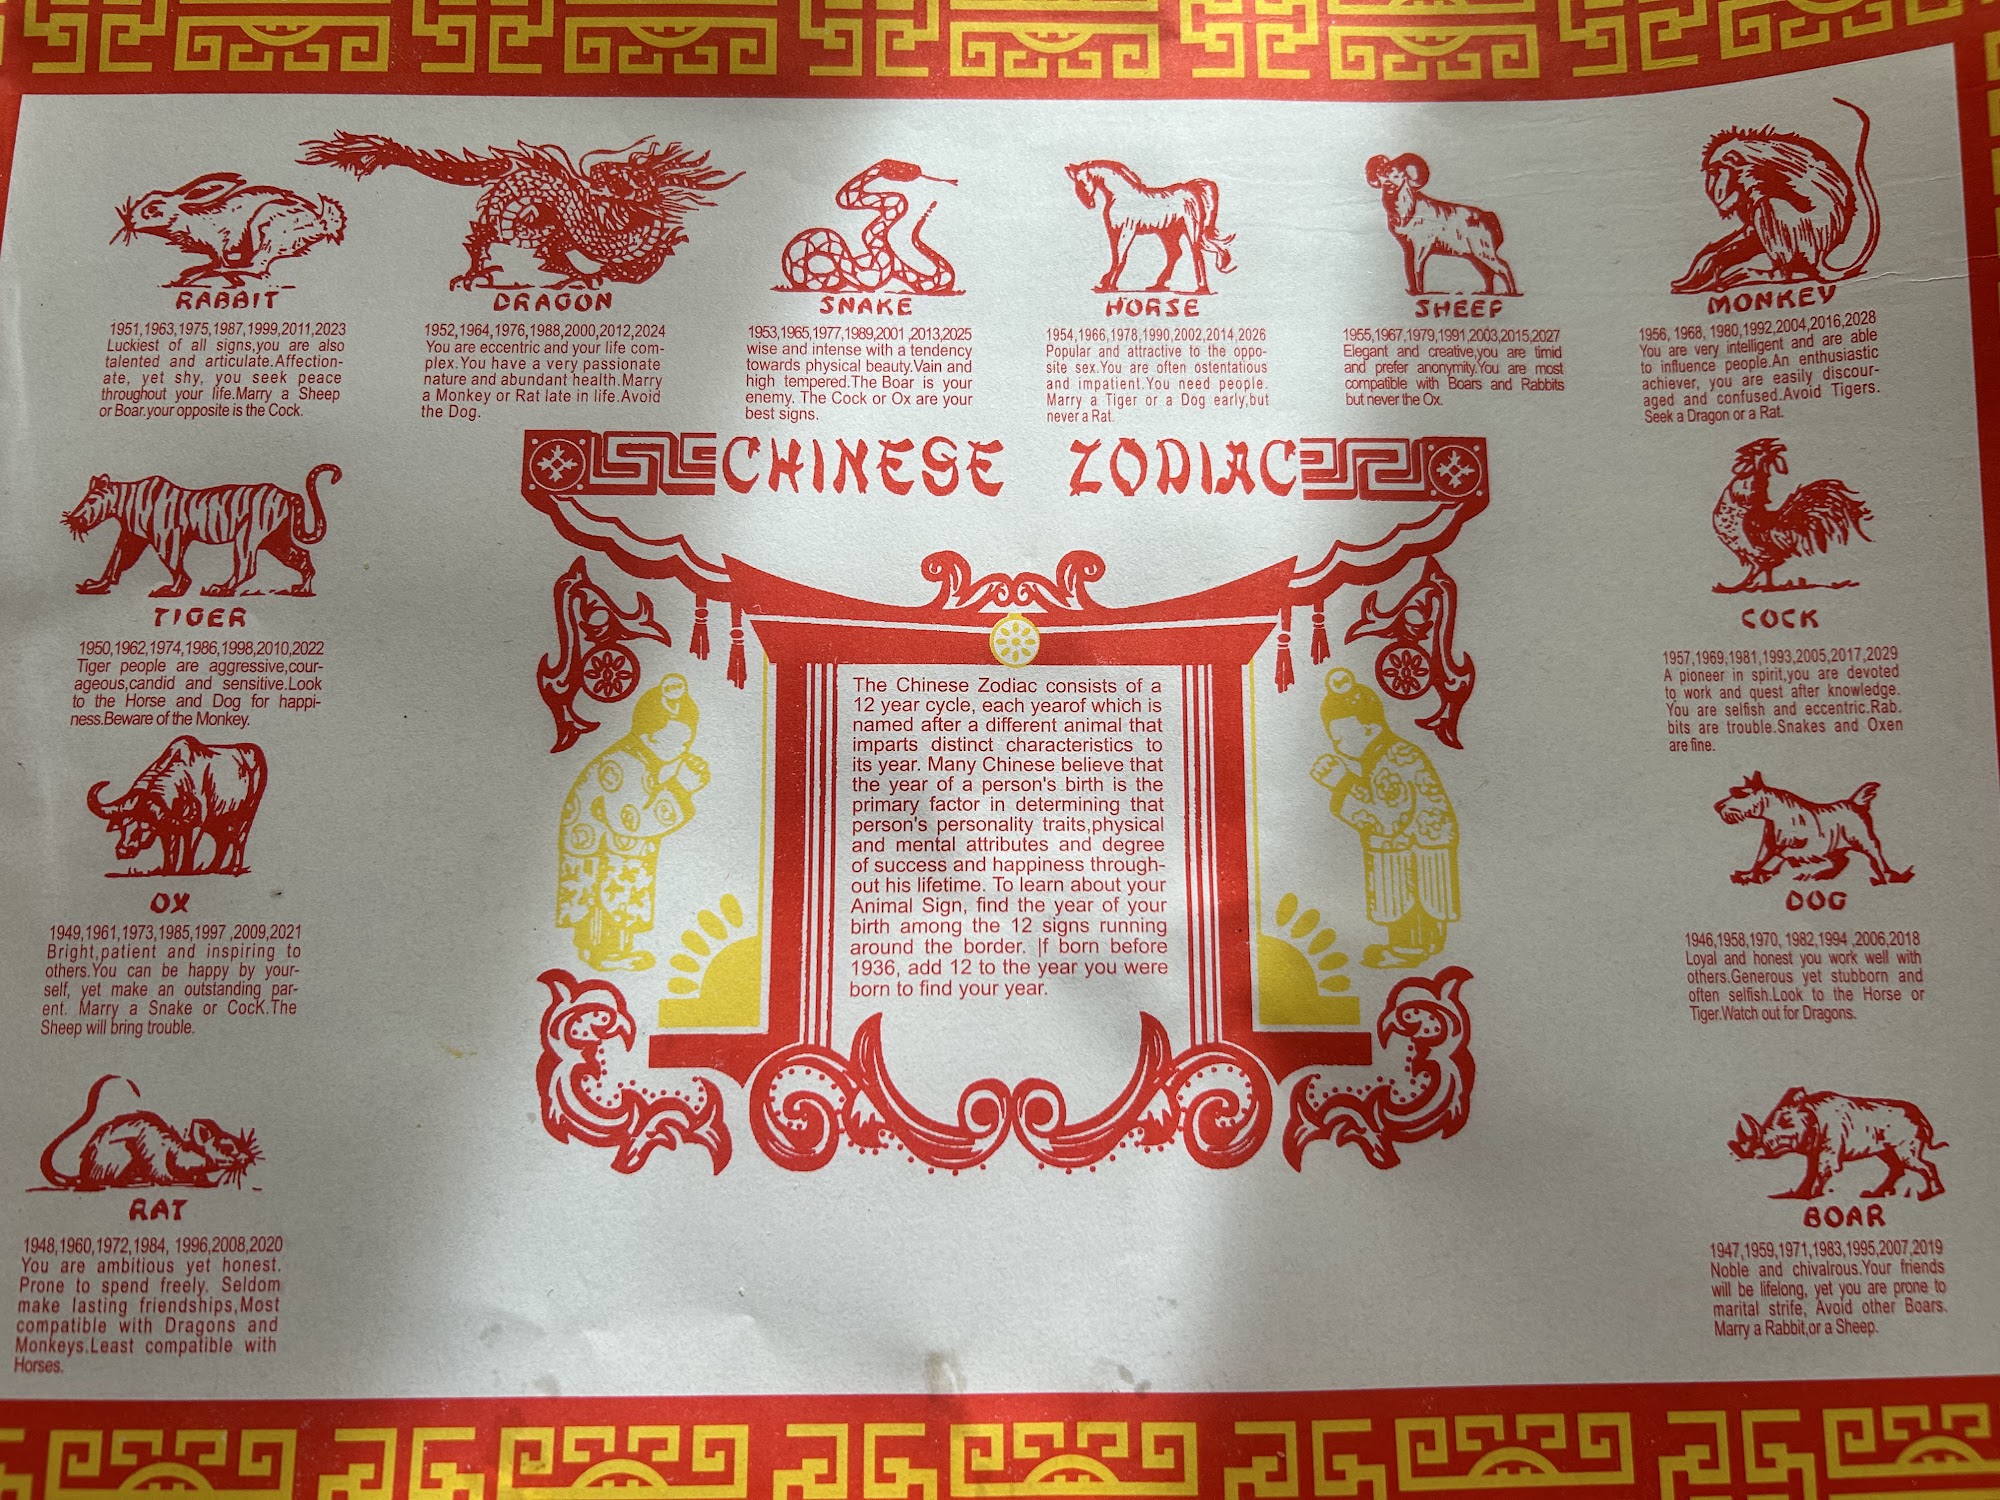 RABBIT
1951,1963,1975,1987,1999,2011,2023
Luckiest of all signs,you are also
talented and articulate.Affection-
ate, yet shy, you seek peace
throughout your life.Marry a Sheep
or Boar.your opposite is the Cock.
DRAGON
1952,1964,1976,1988,2000,2012,2024
You are eccentric and your life com-
plex.You have a very passionate
nature and abundant health.Marry
a Monkey or Rat late in life.Avoid
the Dog.
SNAKE
1953,1965,1977,1989,2001 ,2013,2025
wise and intense with a tendency
towards physical beauty.Vain and
high tempered.The Boar is your
enemy. The Cock or Ox are your
best signs.
HORSE
1954,1966,1978,1990,2002,2014,2026
Popular and attractive to the oppo-
site sex.You are often ostentatious
and impatient.You need people.
Marry a Tiger or a Dog early,but
never a Rat.
SHEEP
1955,1967,1979,1991,2003,2015,2027
Elegant and creative,you are timid
and prefer anonymity.You are most
compatible with Boars and Rabbits
but never the Ox.
MONKEY
1956, 1968, 1980,1992,2004,2016,2028
You are very intelligent and are able
to influence people.An enthusiastic
achiever, you are easily discour-
aged and confused.Avoid Tigers.
Seek a Dragon or a Rat.
CHINESE ZODIAC
TIGER
1950,1962,1974,1986,1998,2010,2022
Tiger people are aggressive,cour-
ageous,candid and sensitive.Look
to the Horse and Dog for happi-
ness.Beware of the Monkey.
OX
1949,1961,1973,1985,1997 ,2009,2021
Bright,patient and inspiring to
others.You can be happy by your-
self, yet make an outstanding par-
ent. Marry a Snake or CocK.The
Sheep will bring trouble.
RAT
1948,1960,1972,1984, 1996,2008,2020
You are ambitious yet honest.
Prone to spend freely. Seldom
make lasting friendships,Most
compatible with Dragons and
Monkeys.Least compatible with
Horses.
The Chinese Zodiac consists of a
12 year cycle, each yearof which is
named after a different animal that
imparts distinct characteristics to
its year. Many Chinese believe that
the year of a person's birth is the
primary factor in determining that
person's personality traits,physical
and mental attributes and degree
of success and happiness through-
out his lifetime. To learn about your
Animal Sign, find the year of your
birth among the 12 signs running
around the border. |f born before
1936, add 12 to the year you were
born to find your year.
COCK
1957,1969,1981,1993,2005,2017,2029
A pioneer in spirit,you are devoted
to work and quest after knowledge.
You are selfish and eccentric.Rab.
bits are trouble.Snakes and Oxen
are fine.
DOG
1946,1958,1970, 1982,1994 ,2006,2018
Loyal and honest you work well with
others.Generous yet stubborn and
often selfish.Look to the Horse or
Tiger.Watch out for Dragons.
BOAR
1947,1959,1971,1983,1995,2007,2019
Noble and chivalrous.Your friends
will be lifelong, yet you are prone to
marital strife, Avoid other Boars.
Marry a Rabbit,or a Sheep.